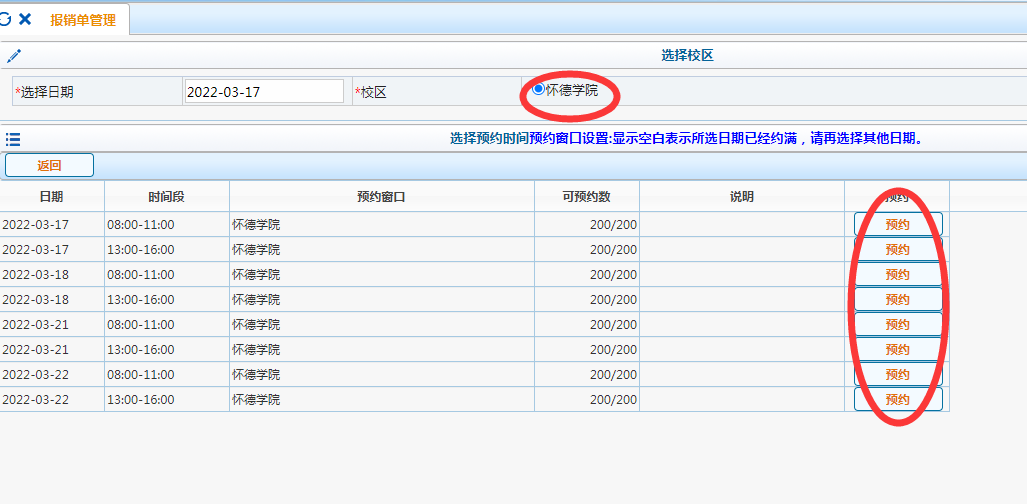 报销单管理
选择校区
*选择日期 2022-03-17 *校区 怀德学院
选择预约时间预约窗口设置:显示空白表示所选日期已经约满，请再选择其他日期。
返回
日期 时间段 预约窗口 可预约数 说明 预约
2022-03-17 08:00-11:00 怀德学院 200/200 预约
2022-03-17 13:00-16:00 怀德学院 200/200 预约
2022-03-18 08:00-11:00 怀德学院 200/200 预约
2022-03-18 13:00-16:00 怀德学院 200/200 预约
2022-03-21 08:00-11:00 怀德学院 200/200 预约
2022-03-21 13:00-16:00 怀德学院 200/200 预约
2022-03-22 08:00-11:00 怀德学院 200/200 预约
2022-03-22 13:00-16:00 怀德学院 200/200 预约